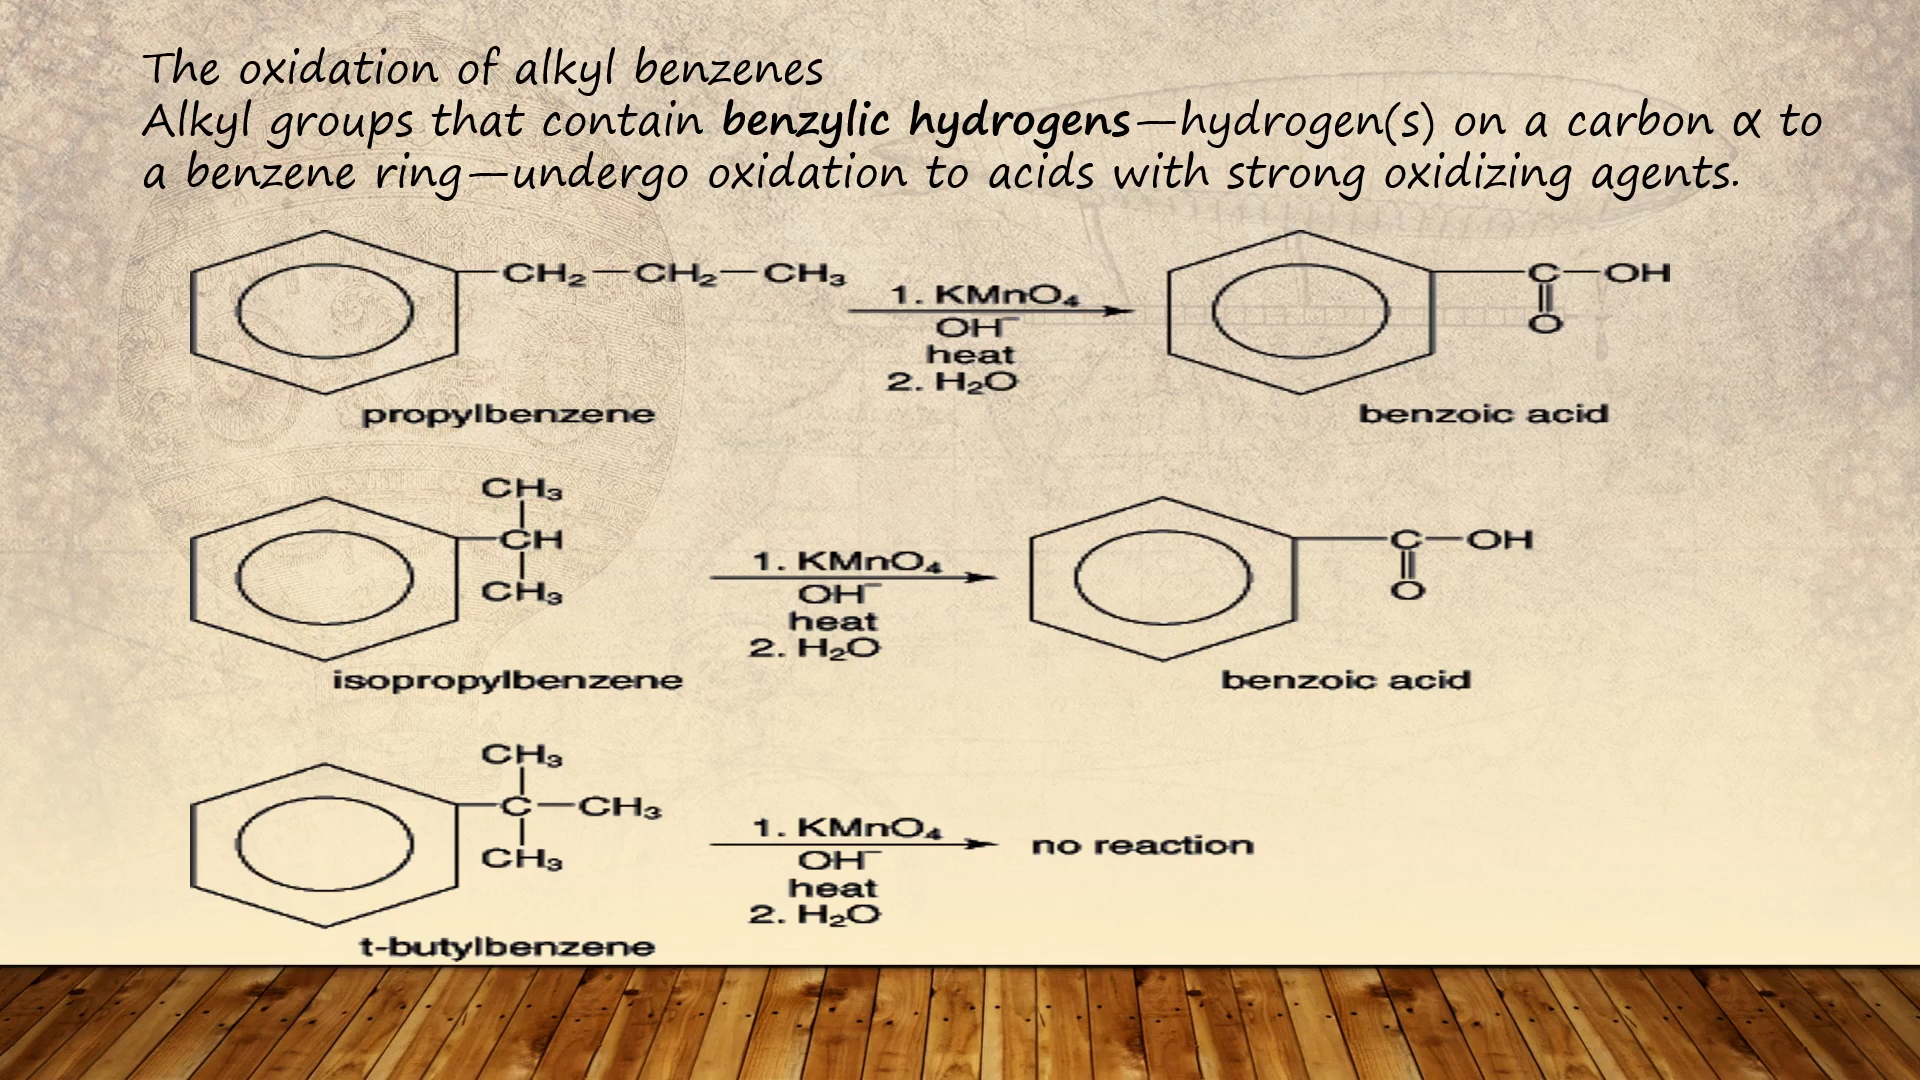 The oxidation of alkyl benzenes
Alkyl groups that contain benzylic hydrogens—hydrogen(s) on a carbon α to
a benzene ring—undergo oxidation to acids with strong oxidizing agents.
CH₂—CH₂—CH₃
1. KMnO₄
OH⁻
heat
2. H₂O
C—OH
O
propylbenzene
benzoic acid
CH₃
CH
CH₃
1. KMnO₄
OH⁻
heat
2. H₂O
C—OH
O
isopropylbenzene
benzoic acid
CH₃
C—CH₃
CH₃
1. KMnO₄
OH⁻
heat
2. H₂O
no reaction
t-butylbenzene